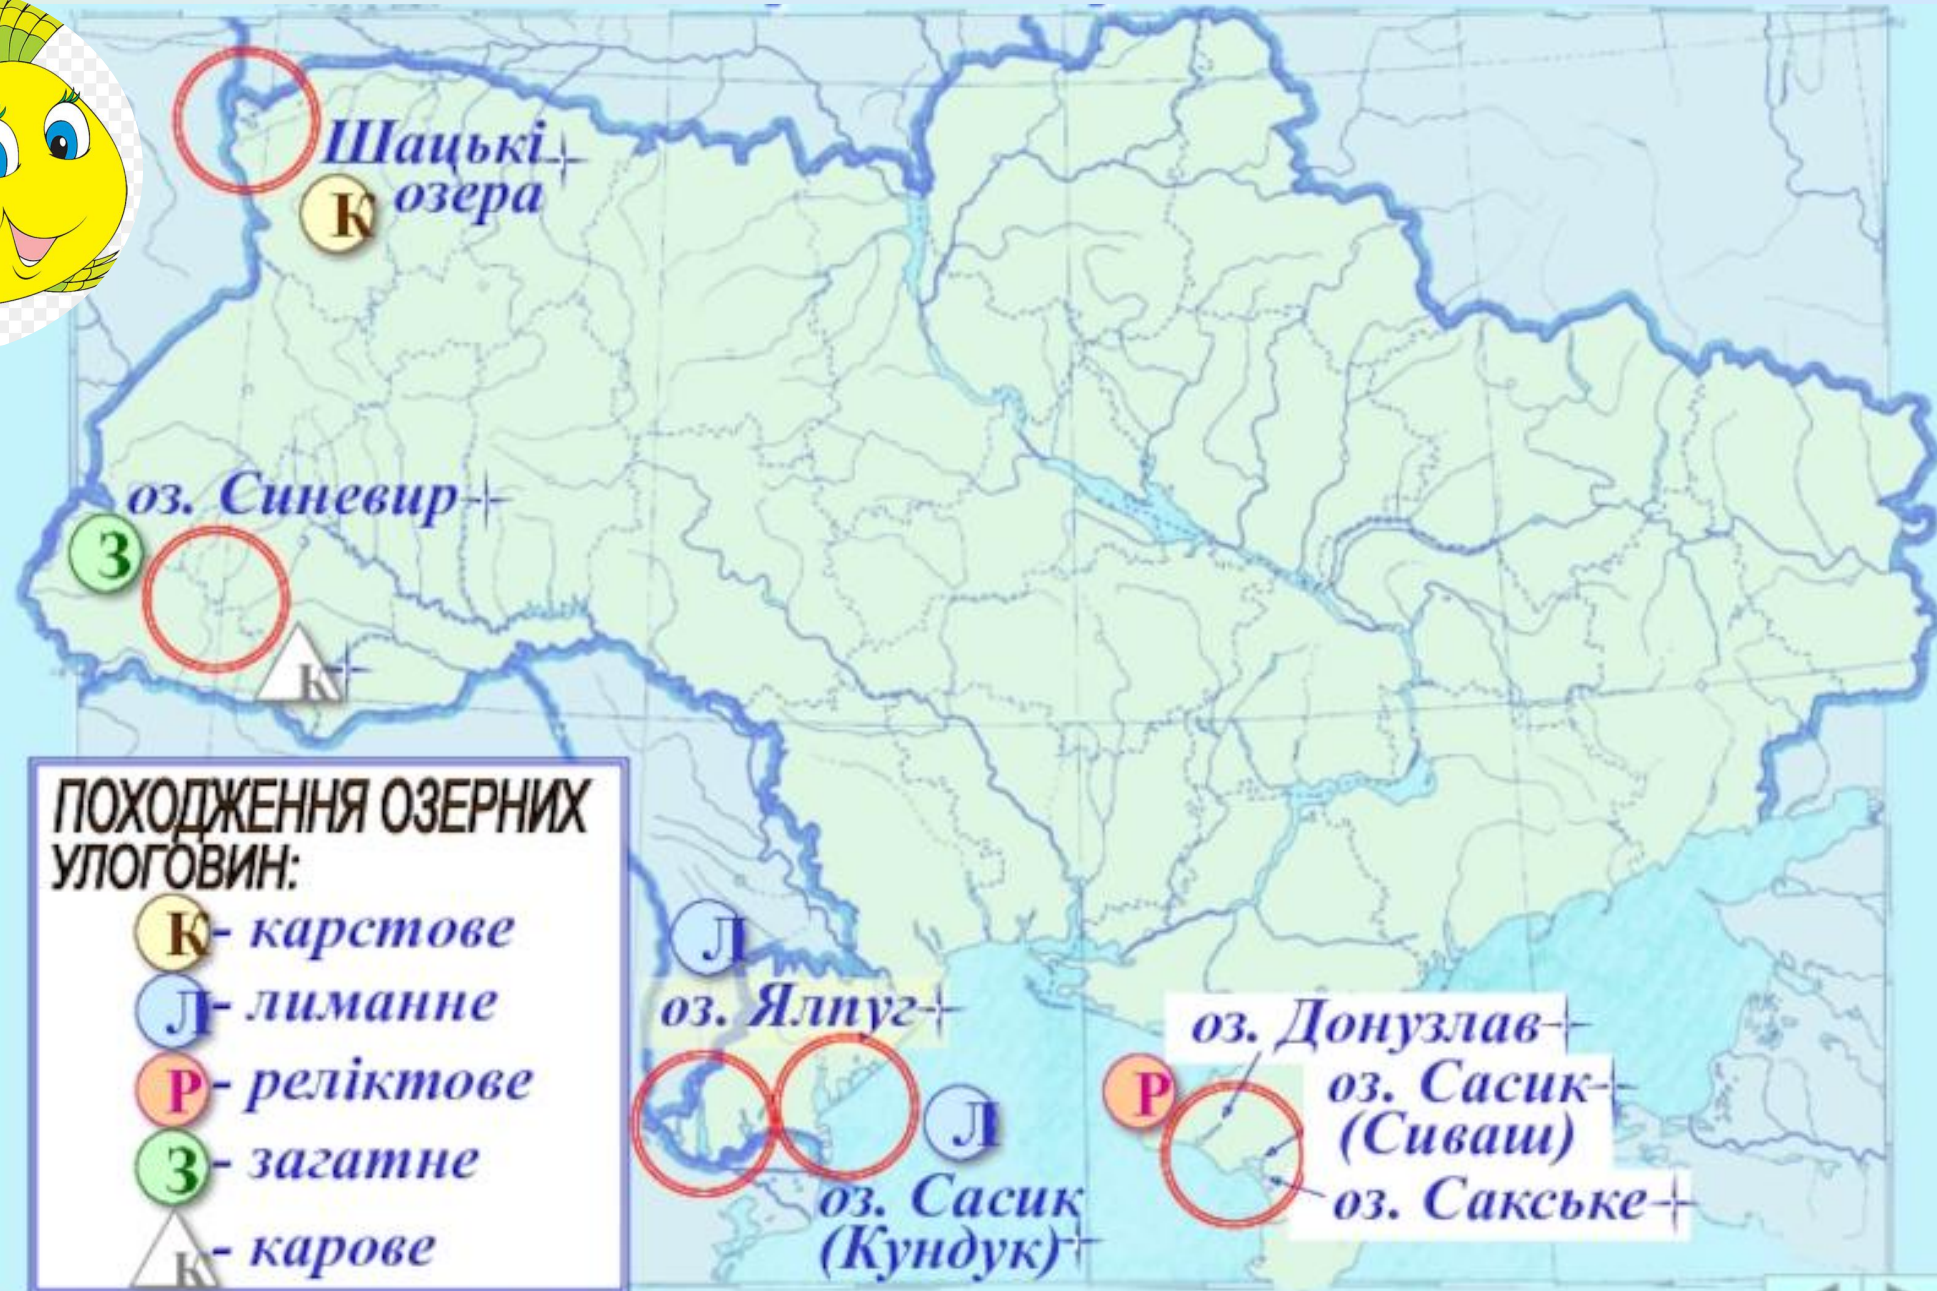 Шацькі
озера
К
оз. Синевир
З
К
ПОХОДЖЕННЯ ОЗЕРНИХ
УЛОГОВИН:
К - карстове
Л - лиманне
Р - реліктове
З - загатне
К - карове
Л
оз. Ялпуг
Л
оз. Сасик
(Кундук)
Р
оз. Донузлав
оз. Сасик
(Сиваш)
оз. Сакське